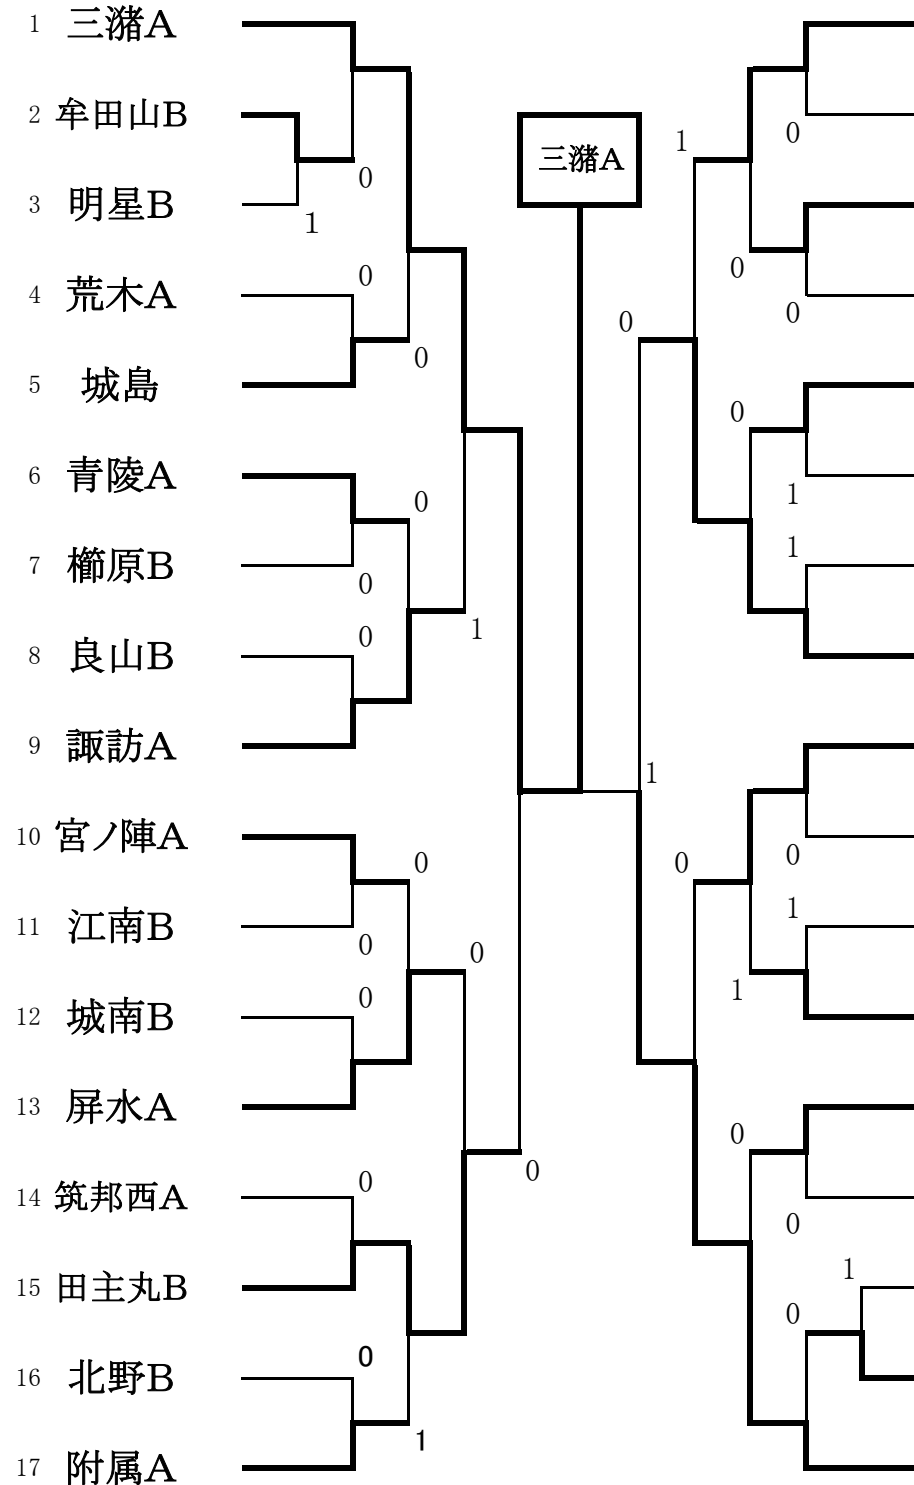 1 三潴A
2 牟田山B
3 明星B
4 荒木A
5 城島
6 青陵A
7 櫛原B
8 良山B
9 諏訪A
10 宮ノ陣A
11 江南B
12 城南B
13 屏水A
14 筑邦西A
15 田主丸B
16 北野B
17 附属A
0
1
0
0
0
0
0
1
0
0
0
0
0
0
0
1
0
三潴A
1
0
0
0
0
0
1
1
1
0
0
1
1
0
0
1
0